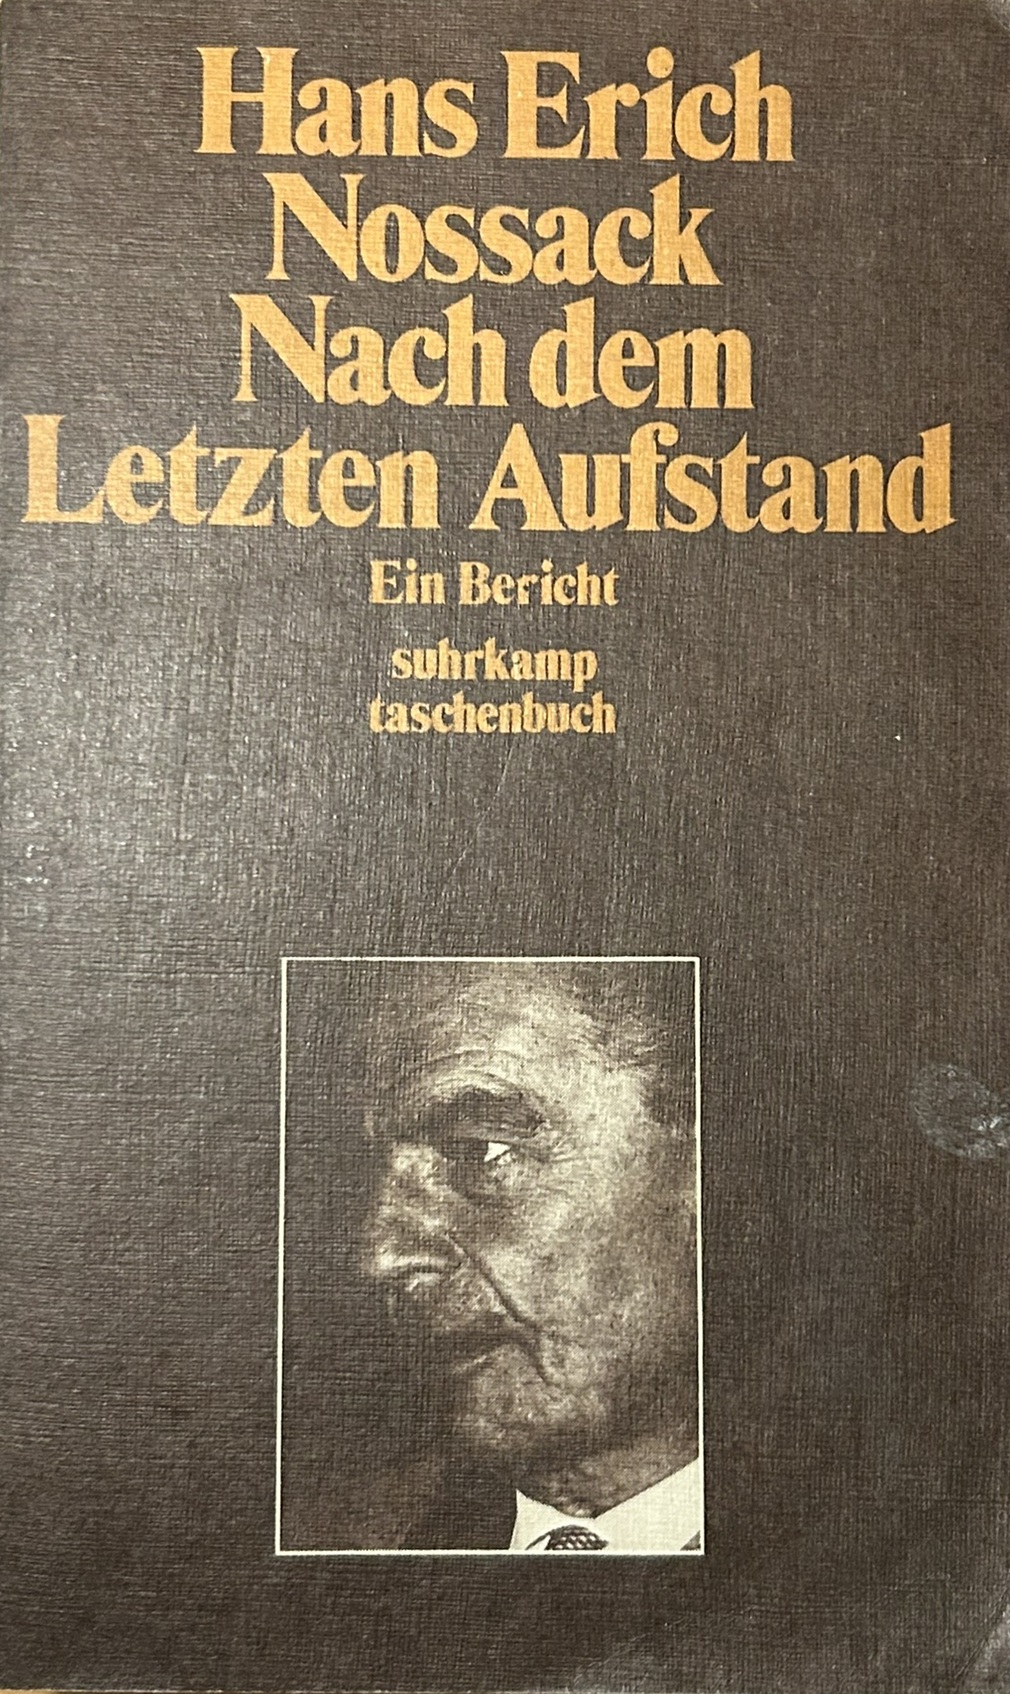 Hans Erich
Nossack
Nach dem
Letzten Aufstand
Ein Bericht
suhrkamp
taschenbuch